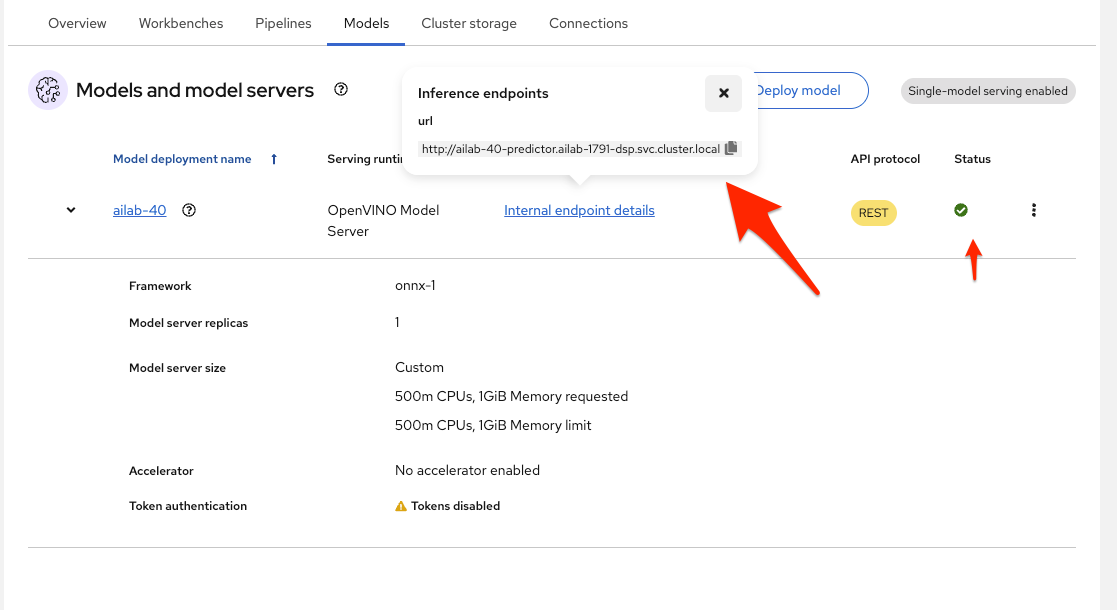 Overview Workbenches Pipelines Models Cluster storage Connections
Models and model servers
Inference endpoints
url
http://ailab-40-predictor.ailab-1791-dsp.svc.cluster.local
Deploy model
Single-model serving enabled
Model deployment name Serving runtin API protocol Status
ailab-40 OpenVINO Model Server Internal endpoint details REST
Framework onnx-1
Model server replicas 1
Model server size Custom
500m CPUs, 1GiB Memory requested
500m CPUs, 1GiB Memory limit
Accelerator No accelerator enabled
Token authentication Tokens disabled